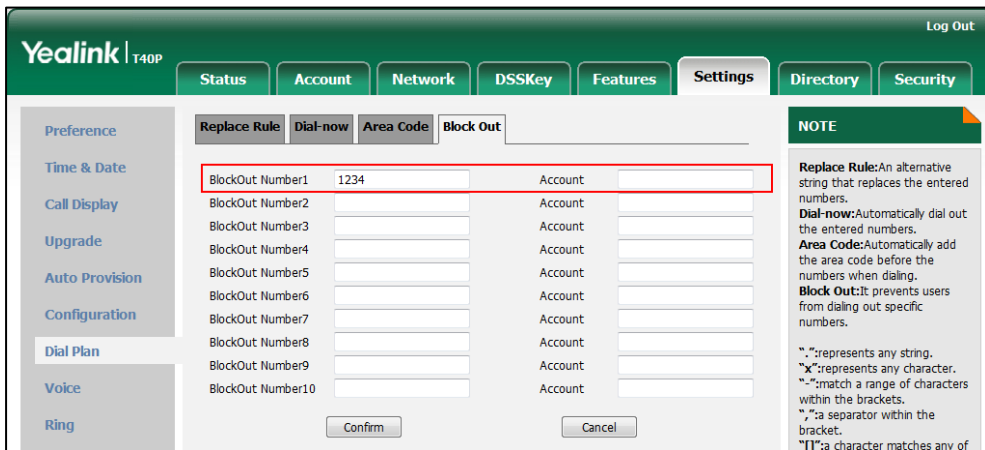 Log Out
Yealink | T40P
Status Account Network DSSKey Features Settings Directory Security
Preference
Time & Date
Call Display
Upgrade
Auto Provision
Configuration
Dial Plan
Voice
Ring
Replace Rule Dial-now Area Code Block Out
BlockOut Number1 1234 Account
BlockOut Number2 Account
BlockOut Number3 Account
BlockOut Number4 Account
BlockOut Number5 Account
BlockOut Number6 Account
BlockOut Number7 Account
BlockOut Number8 Account
BlockOut Number9 Account
BlockOut Number10 Account
Confirm Cancel
NOTE
Replace Rule:An alternative
string that replaces the entered
numbers.
Dial-now:Automatically dial out
the entered numbers.
Area Code:Automatically add
the area code before the
numbers when dialing.
Block Out:It prevents users
from dialing out specific
numbers.
".":represents any string.
"x":represents any character.
"-":match a range of characters
within the brackets.
",":a separator within the
bracket.
"[]":a character matches any of